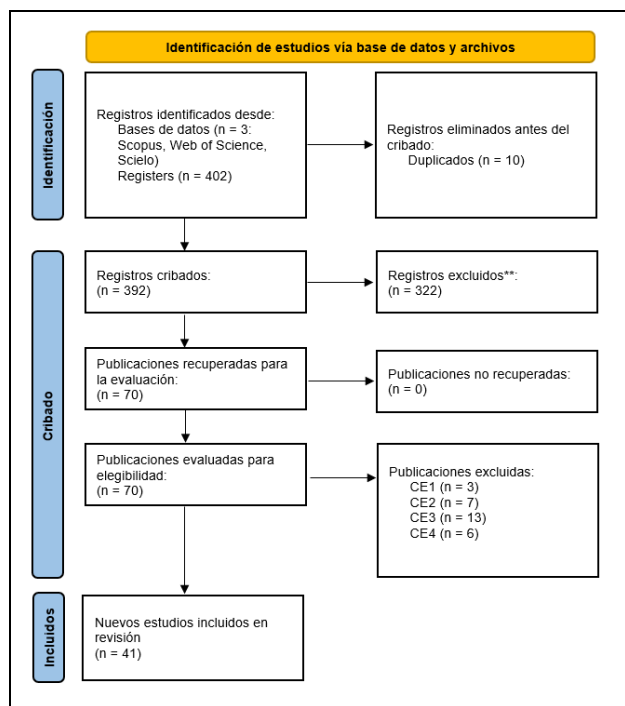 Identificación de estudios vía base de datos y archivos
Identificación
Registros identificados desde:
Bases de datos (n = 3:
Scopus, Web of Science,
Scielo)
Registers (n = 402)
Registros eliminados antes del
cribado:
Duplicados (n = 10)
Cribado
Registros cribados:
(n = 392)
Registros excluidos**:
(n = 322)
Publicaciones recuperadas para
la evaluación:
(n = 70)
Publicaciones no recuperadas:
(n = 0)
Publicaciones evaluadas para
elegibilidad:
(n = 70)
Publicaciones excluidas:
CE1 (n = 3)
CE2 (n = 7)
CE3 (n = 13)
CE4 (n = 6)
Incluidos
Nuevos estudios incluidos en
revisión
(n = 41)